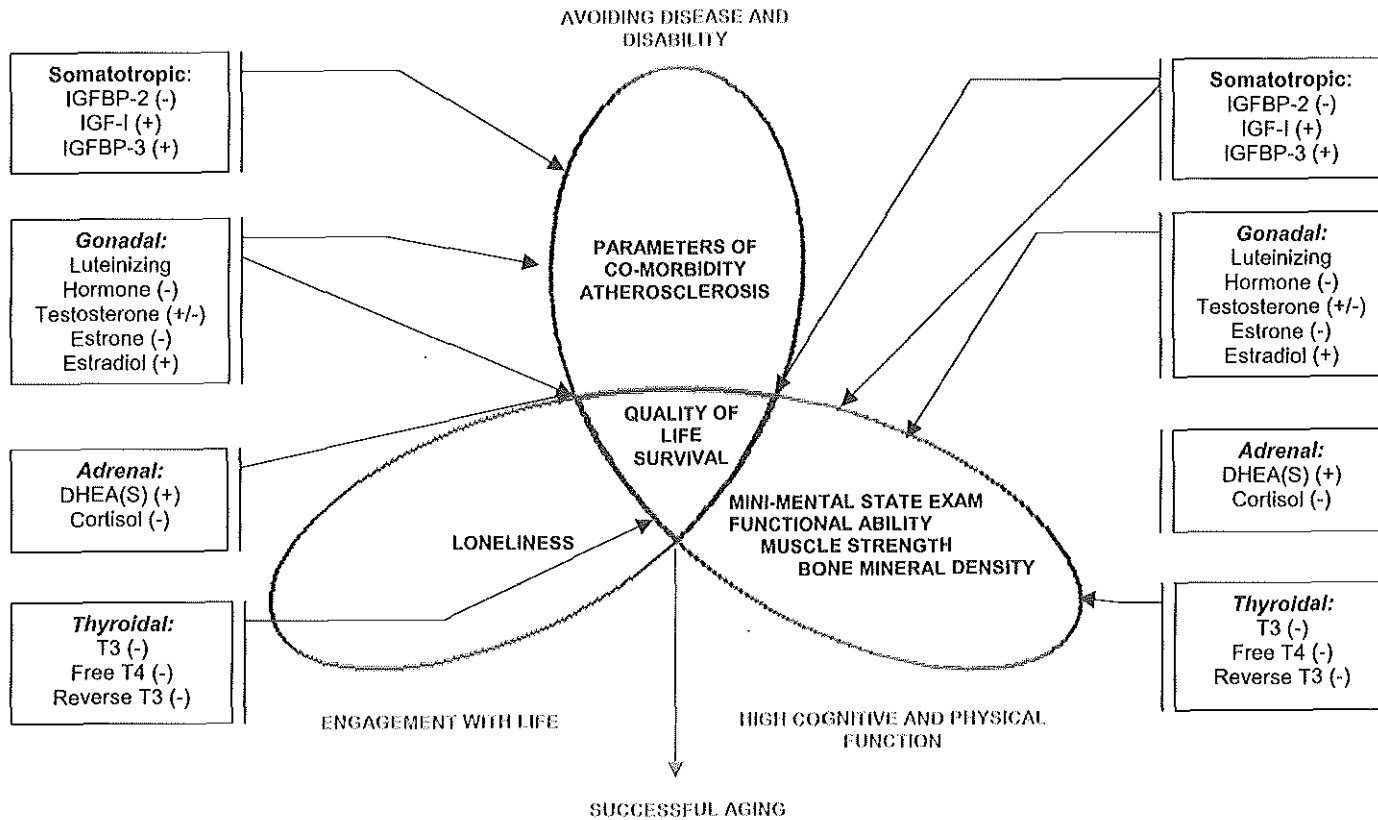 AVOIDING DISEASE AND
DISABILITY
Somatotropic:
IGFBP-2 (-)
IGF-I (+)
IGFBP-3 (+)
Gonadal:
Luteinizing
Hormone (-)
Testosterone (+/-)
Estrone (-)
Estradiol (+)
Adrenal:
DHEA(S) (+)
Cortisol (-)
Thyroidal:
T3 (-)
Free T4 (-)
Reverse T3 (-)
PARAMETERS OF
CO-MORBIDITY
ATHEROSCLEROSIS
QUALITY OF
LIFE
SURVIVAL
LONELINESS
MINI-MENTAL STATE EXAM
FUNCTIONAL ABILITY
MUSCLE STRENGTH
BONE MINERAL DENSITY
Somatotropic:
IGFBP-2 (-)
IGF-I (+)
IGFBP-3 (+)
Gonadal:
Luteinizing
Hormone (-)
Testosterone (+/-)
Estrone (-)
Estradiol (+)
Adrenal:
DHEA(S) (+)
Cortisol (-)
Thyroidal:
T3 (-)
Free T4 (-)
Reverse T3 (-)
ENGAGEMENT WITH LIFE
HIGH COGNITIVE AND PHYSICAL
FUNCTION
SUCCESSFUL AGING